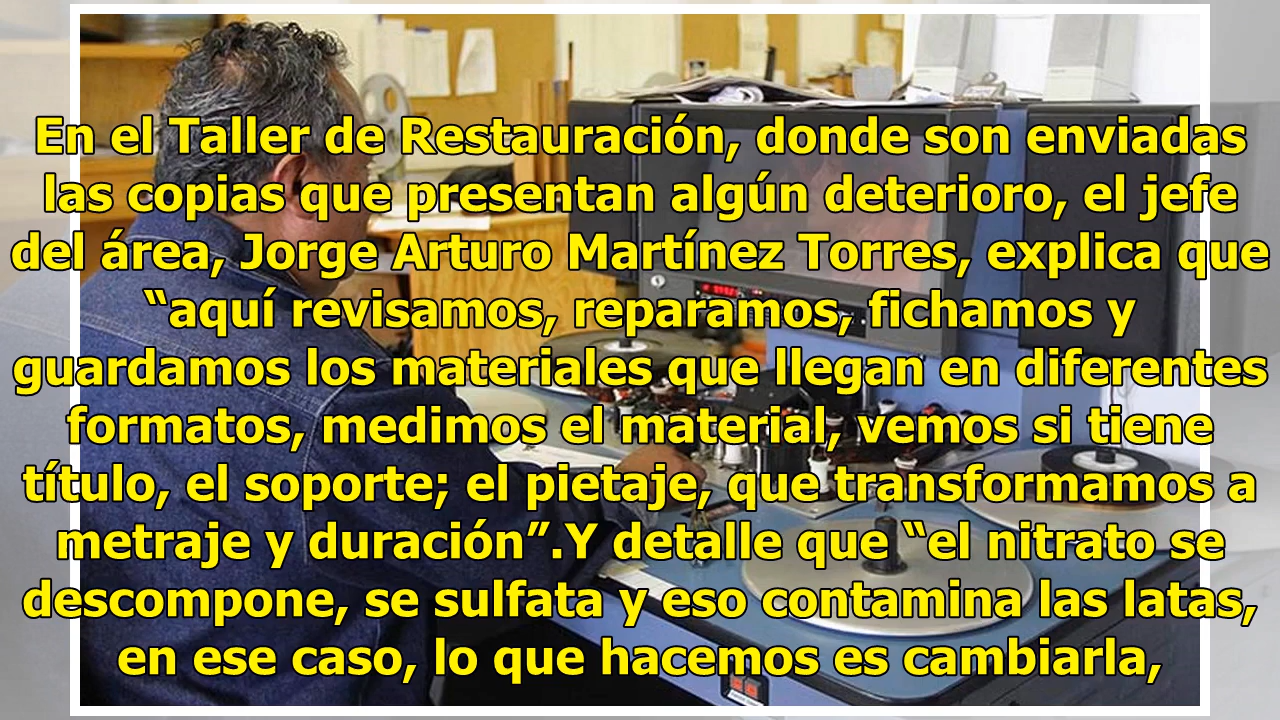 En el Taller de Restauración, donde son enviadas
las copias que presentan algún deterioro, el jefe
del área, Jorge Arturo Martínez Torres, explica que
“aquí revisamos, reparamos, fichamos y
guardamos los materiales que llegan en diferentes
formatos, medimos el material, vemos si tiene
título, el soporte; el pietaje, que transformamos a
metraje y duración”.Y detalle que “el nitrato se
descompone, se sulfata y eso contamina las latas,
en ese caso, lo que hacemos es cambiarla,